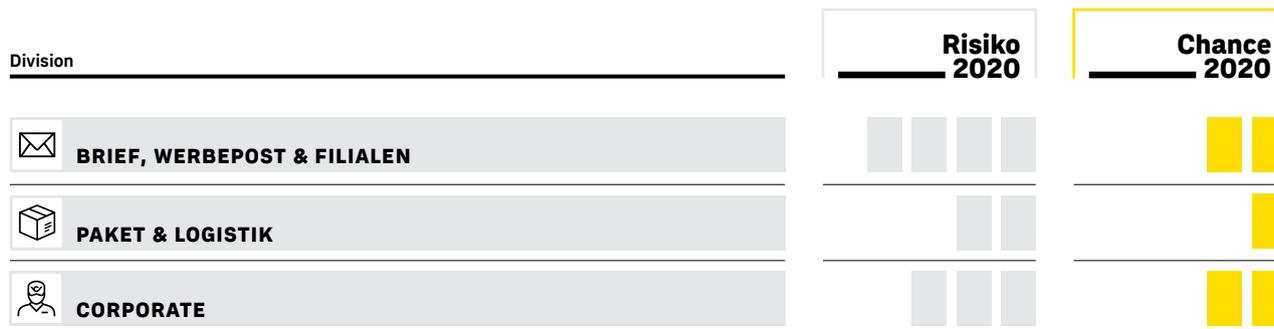 Division
Risiko
2020
Chance
2020
BRIEF, WERBEPOST & FILIALEN
PAKET & LOGISTIK
CORPORATE